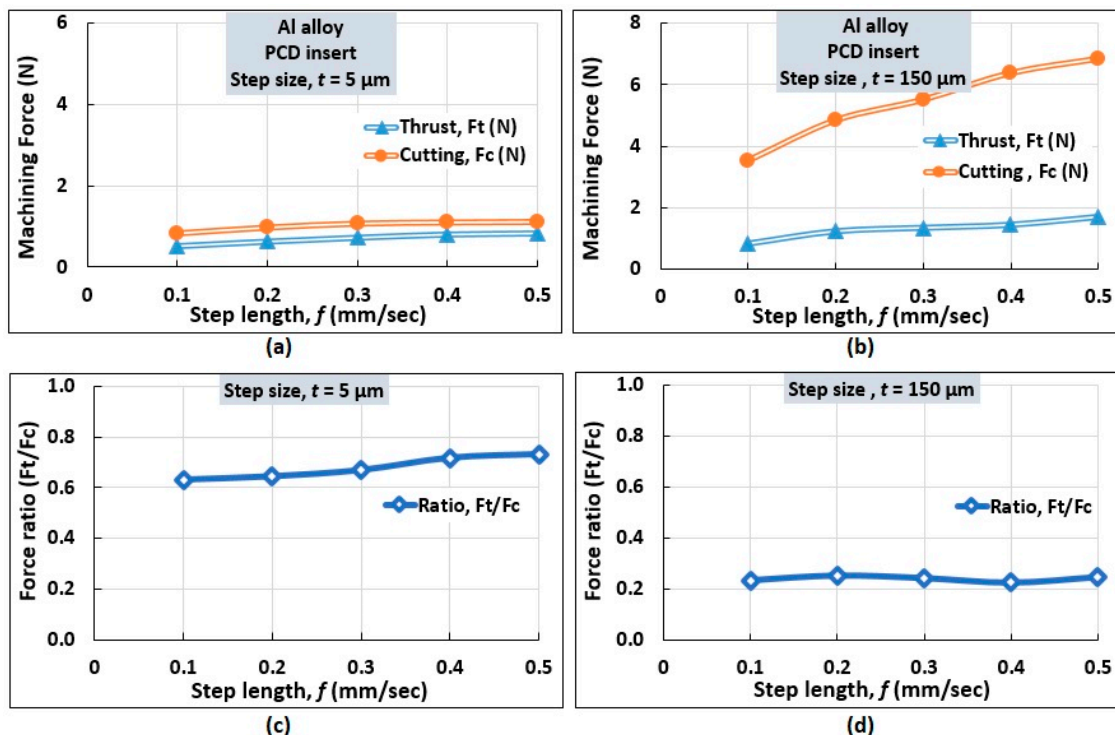 Al alloy
PCD insert
Step size, t = 5 µm
Thrust, Ft (N)
Cutting, Fc (N)
Machining Force (N)
6
4
2
0
0 0.1 0.2 0.3 0.4 0.5
Step length, f (mm/sec)
(a)
Al alloy
PCD insert
Step size , t = 150 µm
Thrust, Ft (N)
Cutting , Fc (N)
Machining Force (N)
8
6
4
2
0
0 0.1 0.2 0.3 0.4 0.5
Step length, f (mm/sec)
(b)
Step size, t = 5 µm
Ratio, Ft/Fc
Force ratio (Ft/Fc)
1.0
0.8
0.6
0.4
0.2
0.0
0 0.1 0.2 0.3 0.4 0.5
Step length, f (mm/sec)
(c)
Step size , t = 150 µm
Ratio, Ft/Fc
Force ratio (Ft/Fc)
1.0
0.8
0.6
0.4
0.2
0.0
0 0.1 0.2 0.3 0.4 0.5
Step length, f (mm/sec)
(d)